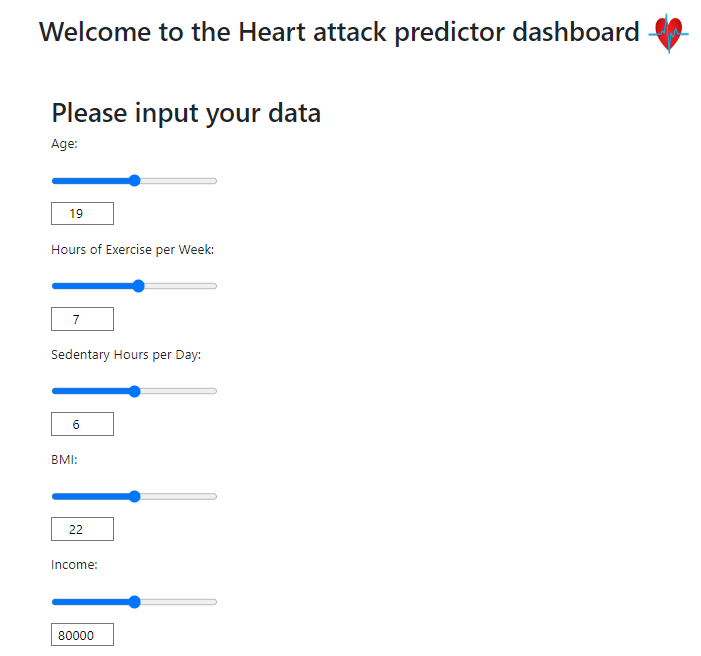 Welcome to the Heart attack predictor dashboard
Please input your data
Age:
19
Hours of Exercise per Week:
7
Sedentary Hours per Day:
6
BMI:
22
Income:
80000